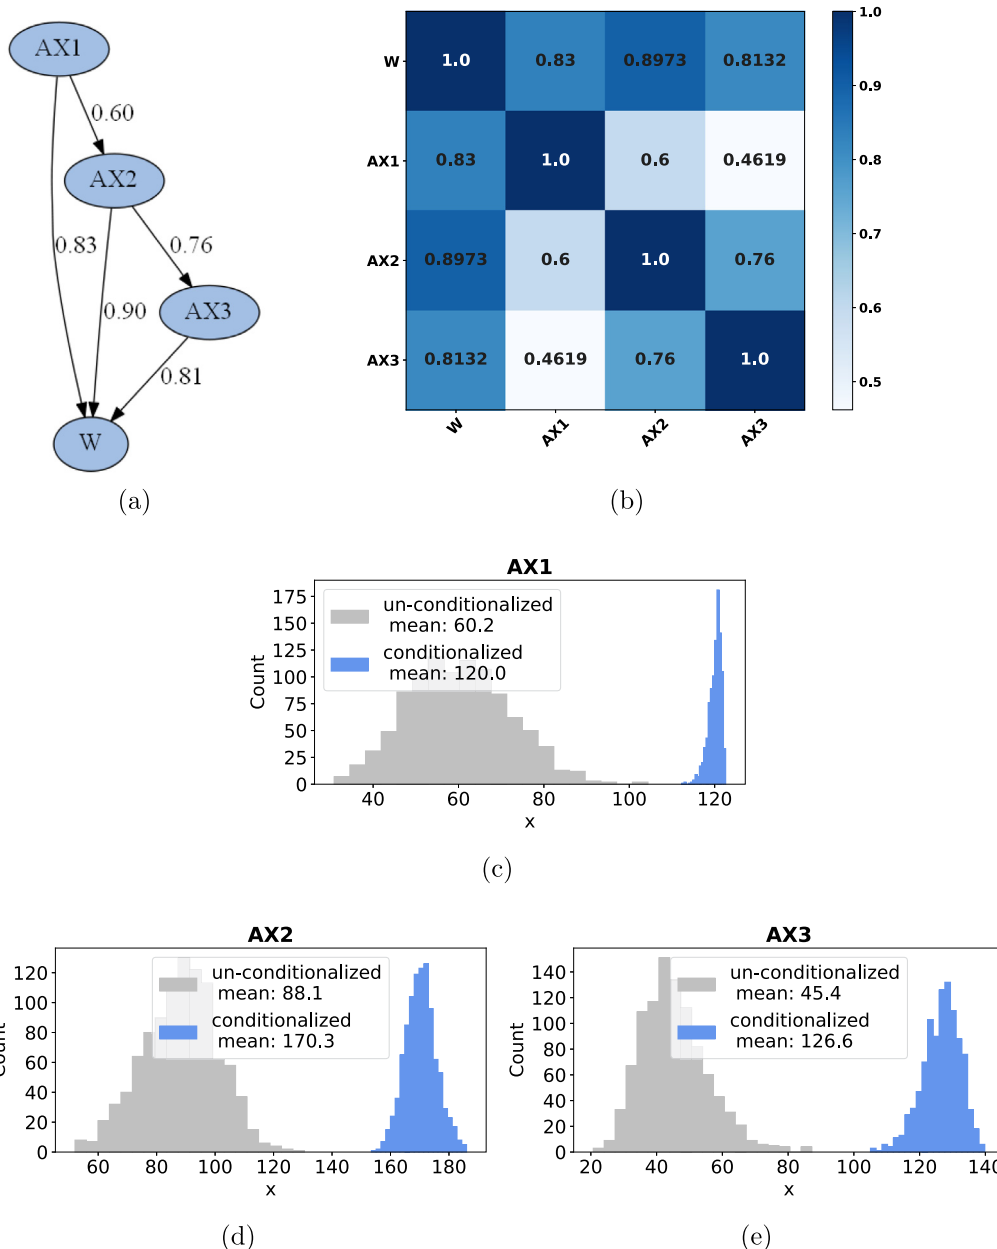 AX1
0.60
AX2
0.83
0.76
0.90
AX3
0.81
W
(a)
W
AX1
AX2
AX3
1.0 0.83 0.8973 0.8132
0.83 1.0 0.6 0.4619
0.8973 0.6 1.0 0.76
0.8132 0.4619 0.76 1.0
W AX1 AX2 AX3
1.0
0.9
0.8
0.7
0.6
0.5
(b)
AX1
un-conditionalized
mean: 60.2
conditionalized
mean: 120.0
Count
175
150
125
100
75
50
25
0
40 60 80 100 120
x
(c)
AX2
un-conditionalized
mean: 88.1
conditionalized
mean: 170.3
Count
120
100
80
60
40
20
0
60 80 100 120 140 160 180
x
(d)
AX3
un-conditionalized
mean: 45.4
conditionalized
mean: 126.6
Count
140
120
100
80
60
40
20
0
20 40 60 80 100 120 140
x
(e)